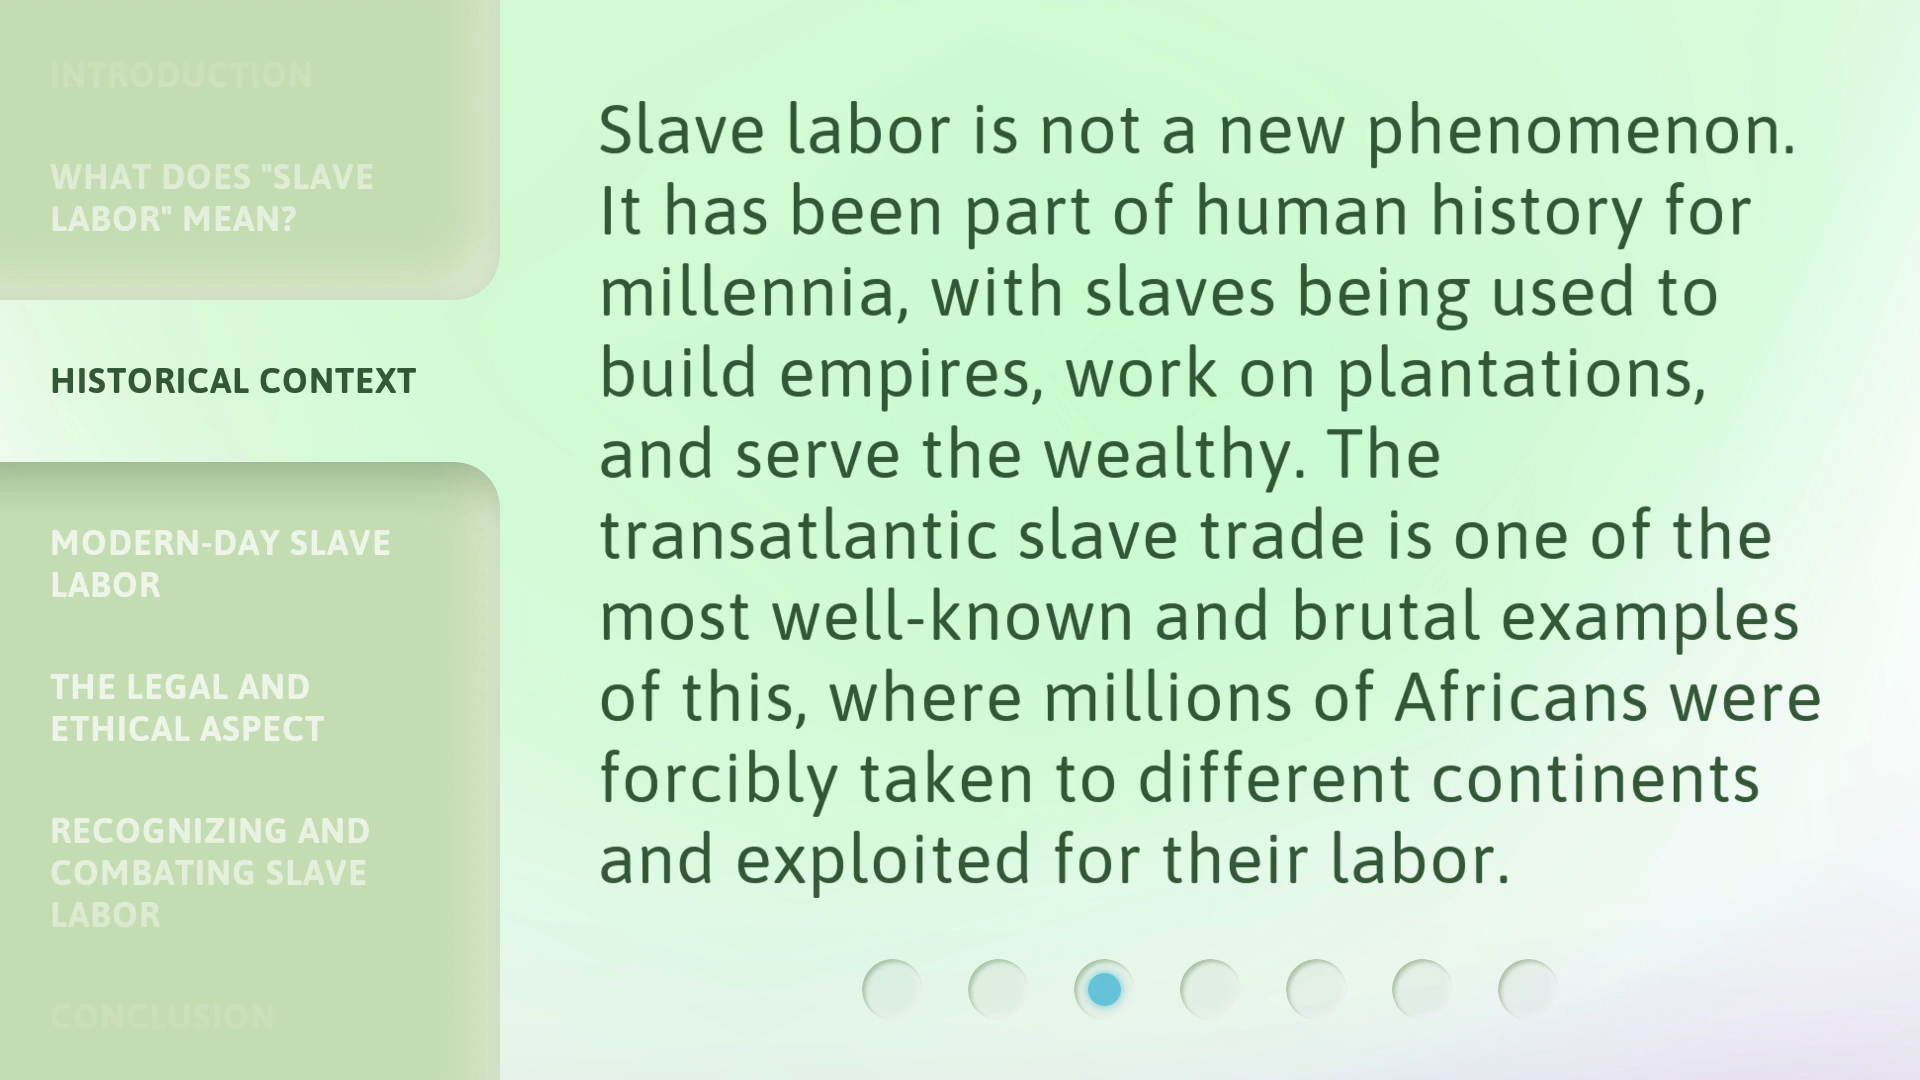 INTRODUCTION
WHAT DOES "SLAVE
LABOR" MEAN?
HISTORICAL CONTEXT
MODERN-DAY SLAVE
LABOR
THE LEGAL AND
ETHICAL ASPECT
RECOGNIZING AND
COMBATING SLAVE
LABOR
CONCLUSION
Slave labor is not a new phenomenon.
It has been part of human history for
millennia, with slaves being used to
build empires, work on plantations,
and serve the wealthy. The
transatlantic slave trade is one of the
most well-known and brutal examples
of this, where millions of Africans were
forcibly taken to different continents
and exploited for their labor.